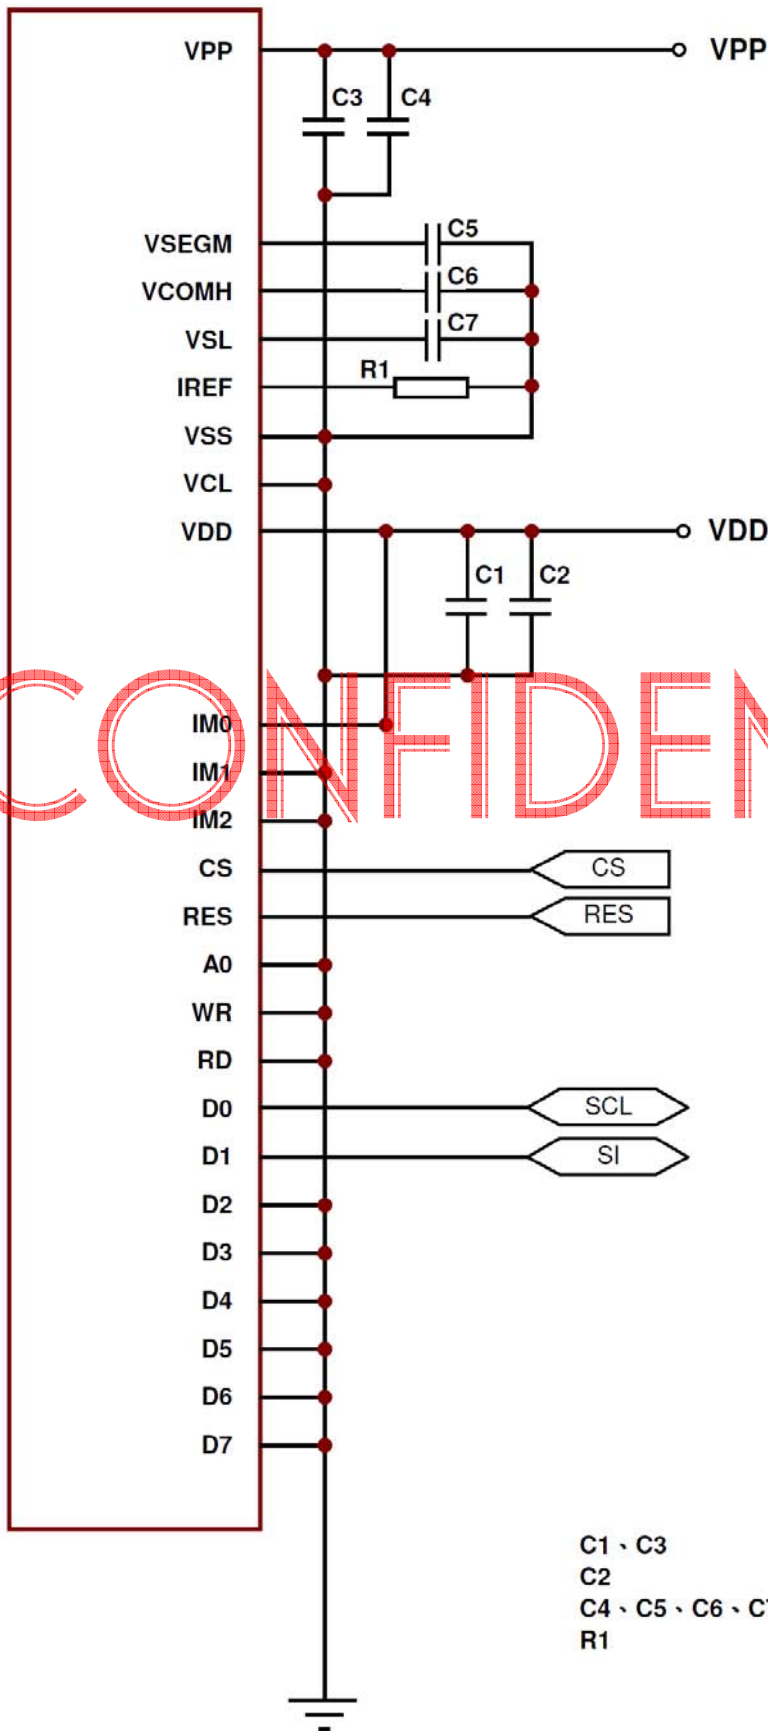 VPP
VPP
C3
C4
VSEGM
C5
VCOMH
C6
VSL
C7
IREF
R1
VSS
VCL
VDD
VDD
C1
C2
CONFIDEN
IM0
IM1
IM2
CS
CS
RES
RES
A0
WR
RD
D0
SCL
D1
SI
D2
D3
D4
D5
D6
D7
C1、C3
C2
C4、C5、C6、C7
R1